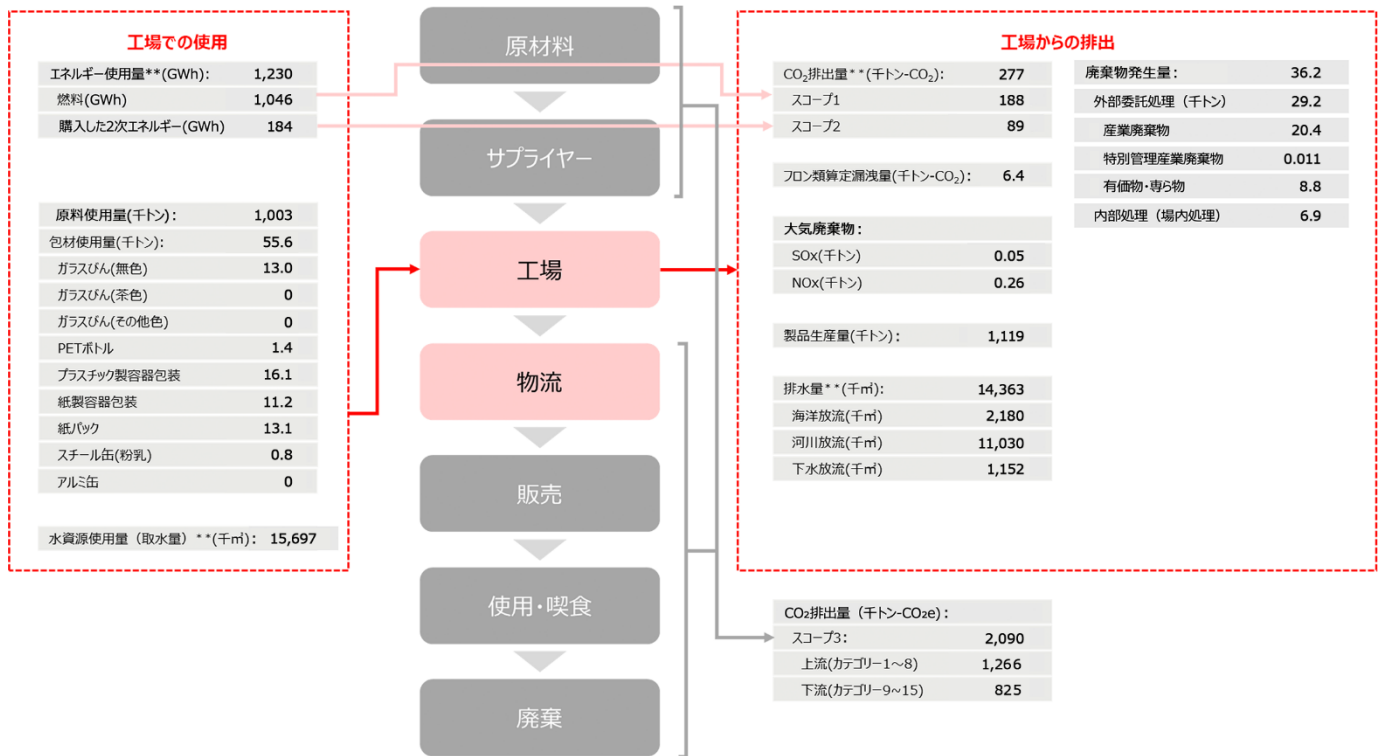 工場での使用
エネルギー使用量**(GWh): 1,230
燃料(GWh) 1,046
購入した2次エネルギー(GWh) 184
原料使用量(千トン): 1,003
包材使用量(千トン): 55.6
ガラスびん(無色) 13.0
ガラスびん(茶色) 0
ガラスびん(その他色) 0
PETボトル 1.4
プラスチック製容器包装 16.1
紙製容器包装 11.2
紙パック 13.1
スチール缶(粉乳) 0.8
アルミ缶 0
水資源使用量（取水量）**(千㎥): 15,697
原材料
サプライヤー
工場
物流
販売
使用・喫食
廃棄
工場からの排出
CO₂排出量**(千トン-CO₂): 277
スコープ1 188
スコープ2 89
フロン類算定漏洩量(千トン-CO₂): 6.4
大気廃棄物:
SOx(千トン) 0.05
NOx(千トン) 0.26
製品生産量(千トン): 1,119
排水量**(千㎥): 14,363
海洋放流(千㎥) 2,180
河川放流(千㎥) 11,030
下水放流(千㎥) 1,152
廃棄物発生量: 36.2
外部委託処理（千トン） 29.2
産業廃棄物 20.4
特別管理産業廃棄物 0.011
有価物・専ら物 8.8
内部処理（場内処理） 6.9
CO₂排出量（千トン-CO₂e）:
スコープ3: 2,090
上流(カテゴリー1～8) 1,266
下流(カテゴリー9~15) 825